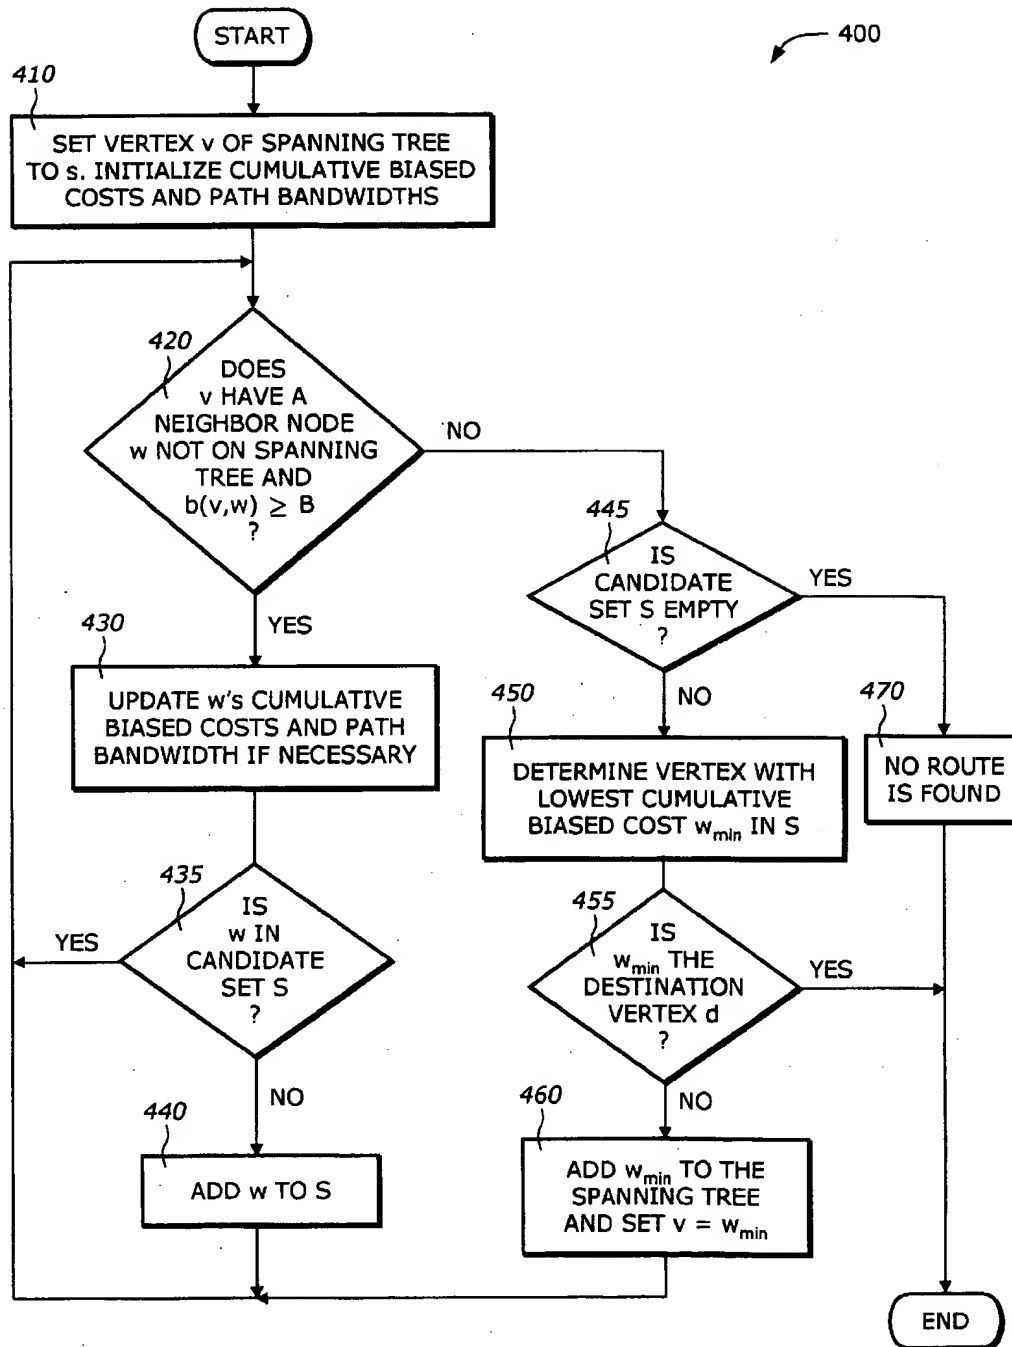 START
400
410
SET VERTEX v OF SPANNING TREE
TO s. INITIALIZE CUMULATIVE BIASED
COSTS AND PATH BANDWIDTHS
420
DOES
v HAVE A
NEIGHBOR NODE
w NOT ON SPANNING
TREE AND
b(v,w) ≥ B
?
NO
YES
430
UPDATE w's CUMULATIVE
BIASED COSTS AND PATH
BANDWIDTH IF NECESSARY
435
IS
w IN
CANDIDATE
SET S
?
YES
NO
440
ADD w TO S
445
IS
CANDIDATE
SET S EMPTY
?
YES
NO
450
DETERMINE VERTEX WITH
LOWEST CUMULATIVE
BIASED COST wmin IN S
455
IS
wmin THE
DESTINATION
VERTEX d
?
YES
NO
460
ADD wmin TO THE
SPANNING TREE
AND SET v = wmin
470
NO ROUTE
IS FOUND
END